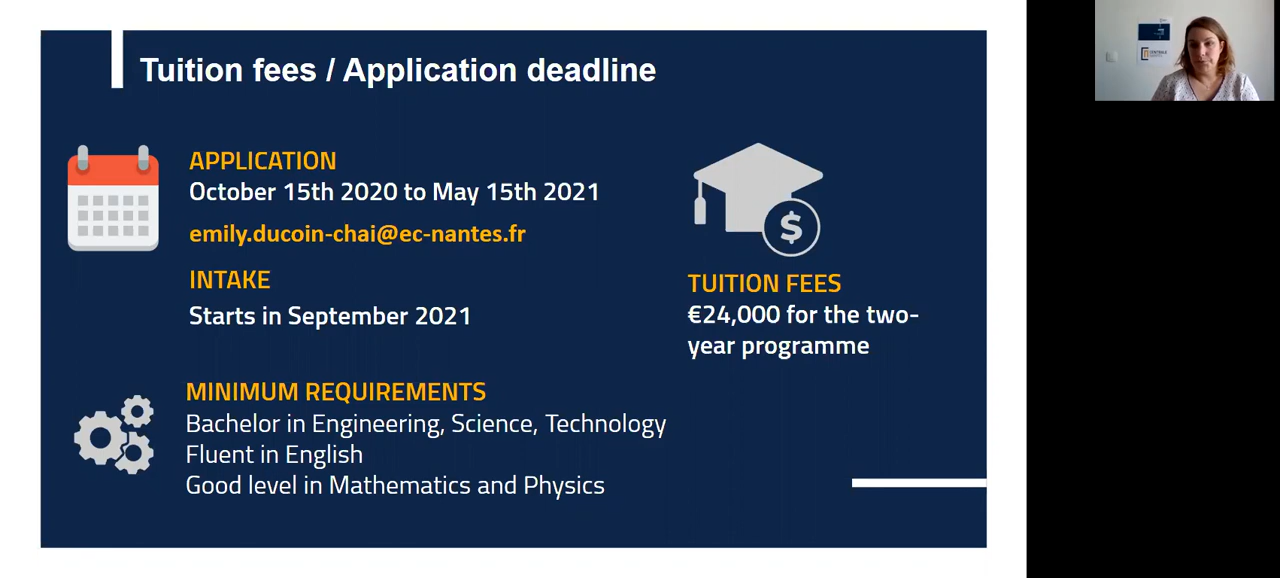 Tuition fees / Application deadline
APPLICATION
October 15th 2020 to May 15th 2021
emily.ducoin-chai@ec-nantes.fr
INTAKE
Starts in September 2021
$
TUITION FEES
€24,000 for the two-
year programme
MINIMUM REQUIREMENTS
Bachelor in Engineering, Science, Technology
Fluent in English
Good level in Mathematics and Physics